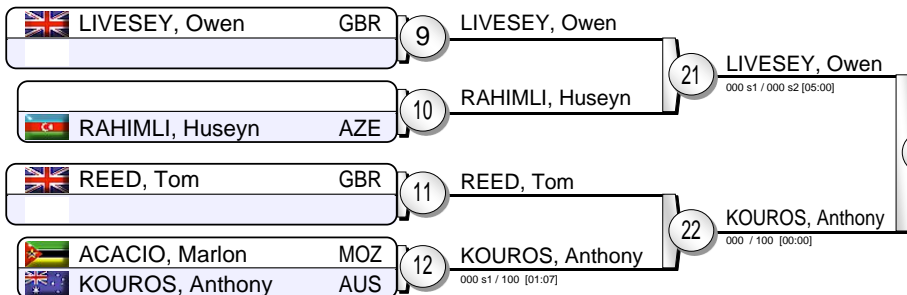 LIVESEY, Owen GBR 9 LIVESEY, Owen
21 LIVESEY, Owen
000 s1 / 000 s2 [05:00]
10 RAHIMLI, Huseyn
RAHIMLI, Huseyn AZE
REED, Tom GBR 11 REED, Tom
22 KOUROS, Anthony
000 / 100 [00:00]
ACACIO, Marlon MOZ 12 KOUROS, Anthony
KOUROS, Anthony AUS 000 s1 / 100 [01:07]